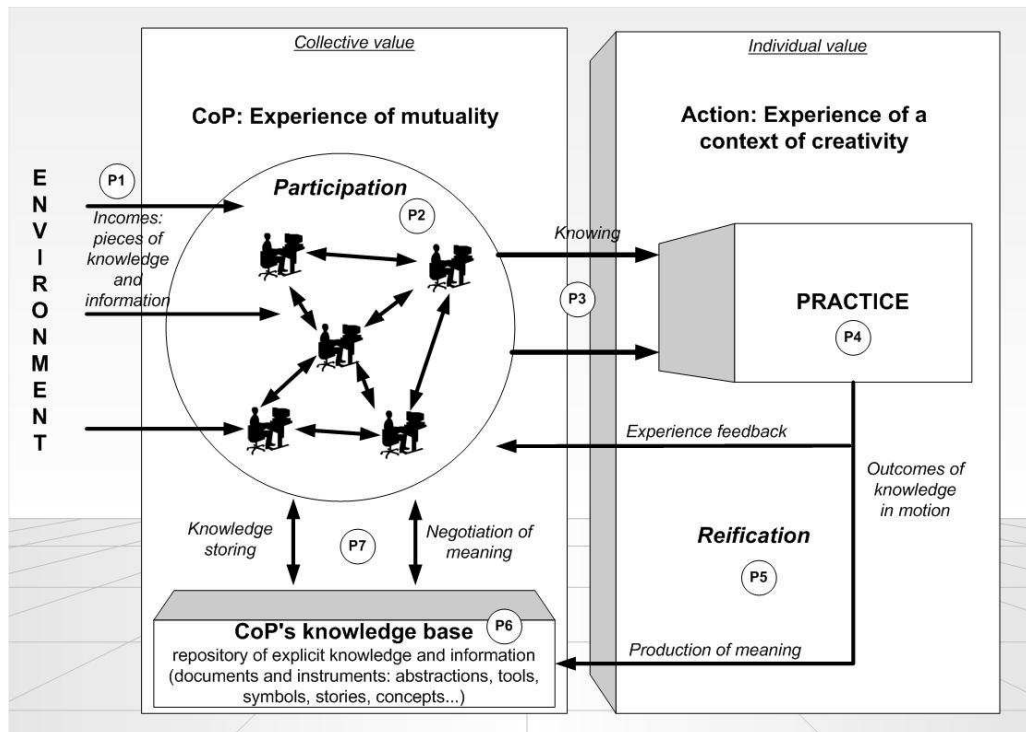 Collective value
CoP: Experience of mutuality
ENVIRONMENT
P1
Incomes:
pieces of
knowledge
and
information
Participation
P2
Knowledge
storing
P7
Negotiation of
meaning
CoP's knowledge base
P6
repository of explicit knowledge and information
(documents and instruments: abstractions, tools,
symbols, stories, concepts...)
Knowing
P3
Individual value
Action: Experience of a
context of creativity
PRACTICE
P4
Experience feedback
Outcomes of
knowledge
in motion
Reification
P5
Production of meaning